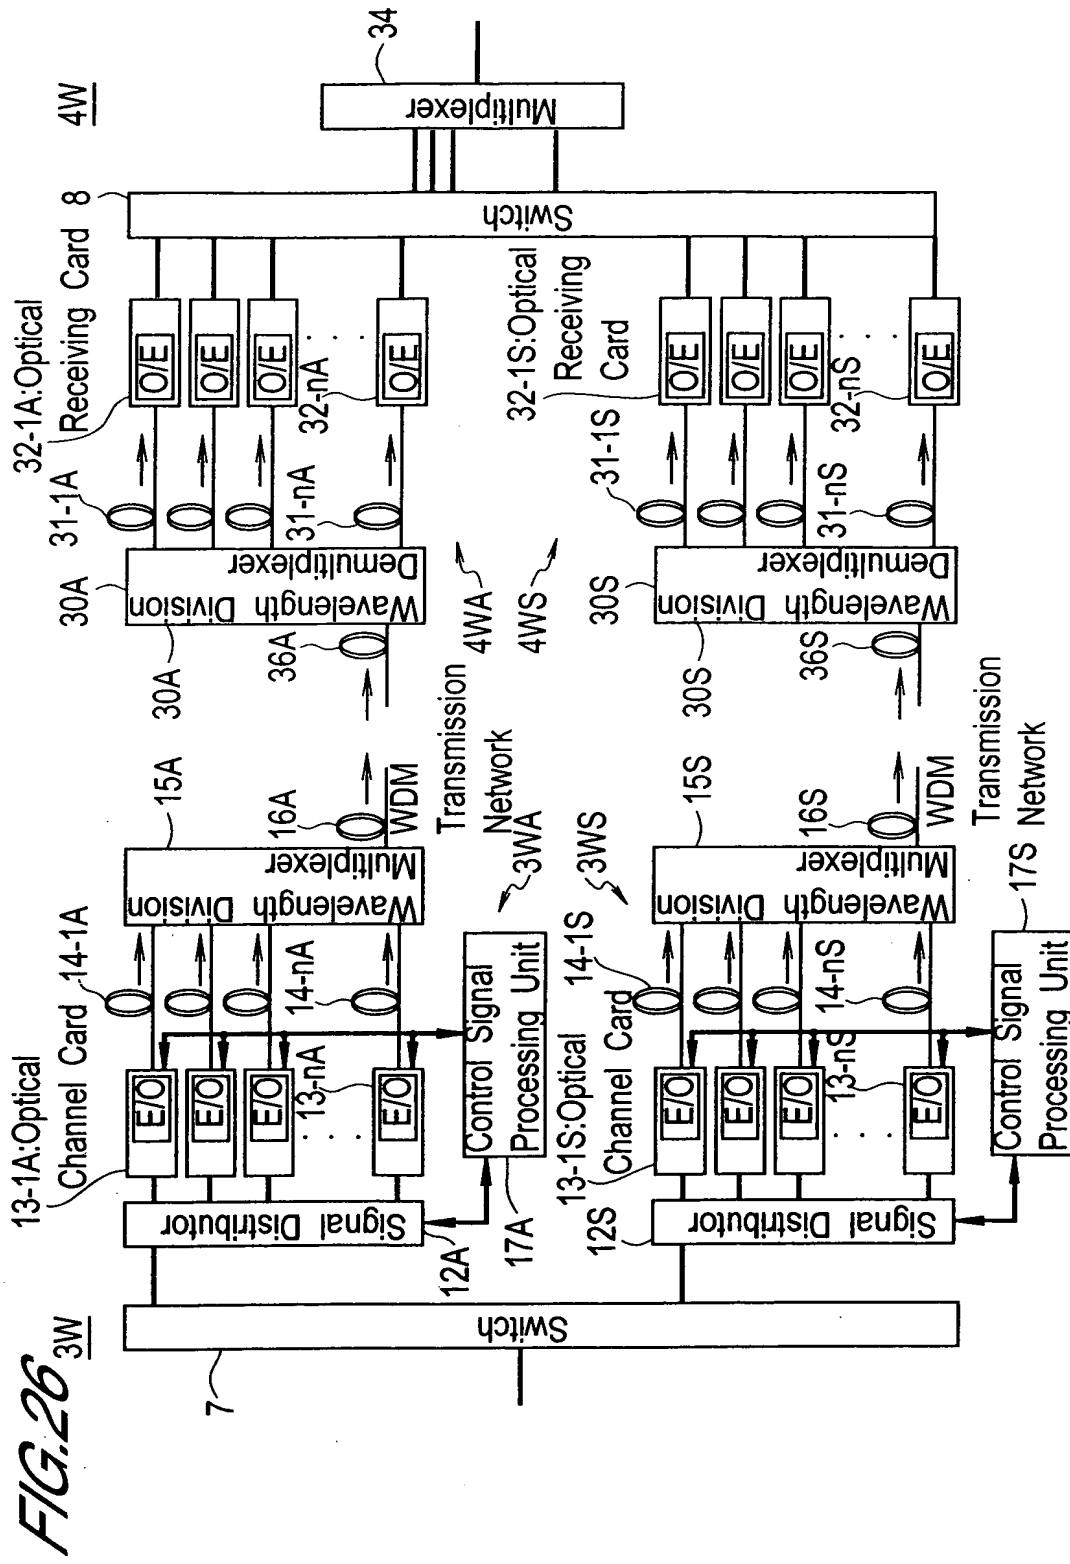 FIG.26
3W
7
Switch
12A
Signal Distributor
13-1A:Optical
Channel Card
E/O
E/O
E/O
E/O
13-nA
17A
Control Signal
Processing Unit
14-1A
14-nA
15A
Wavelength Division
Multiplexer
16A
WDM
Transmission
Network
3WA
36A
30A
30A
Wavelength Division
Demultiplexer
4WA
31-1A
31-nA
32-1A:Optical
Receiving Card
O/E
O/E
O/E
O/E
32-nA
8
Switch
4W
34
Multiplexer
12S
Signal Distributor
13-1S:Optical
Channel Card
E/O
E/O
E/O
E/O
13-nS
17S
Control Signal
Processing Unit
14-1S
14-nS
3WS
15S
Wavelength Division
Multiplexer
16S
WDM
Transmission
Network
36S
30S
30S
Wavelength Division
Demultiplexer
4WS
31-1S
31-nS
32-1S:Optical
Receiving
Card
O/E
O/E
O/E
O/E
32-nS